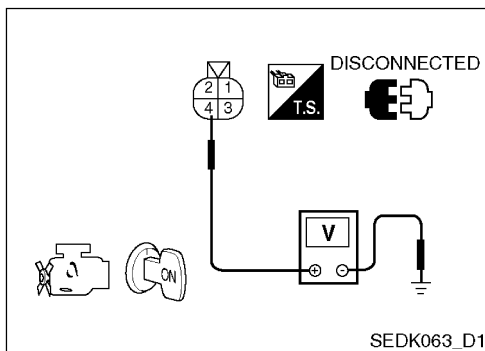 DISCONNECTED
2 1
4 3
T.S.
V
ON
+ -
SEDK063_D1